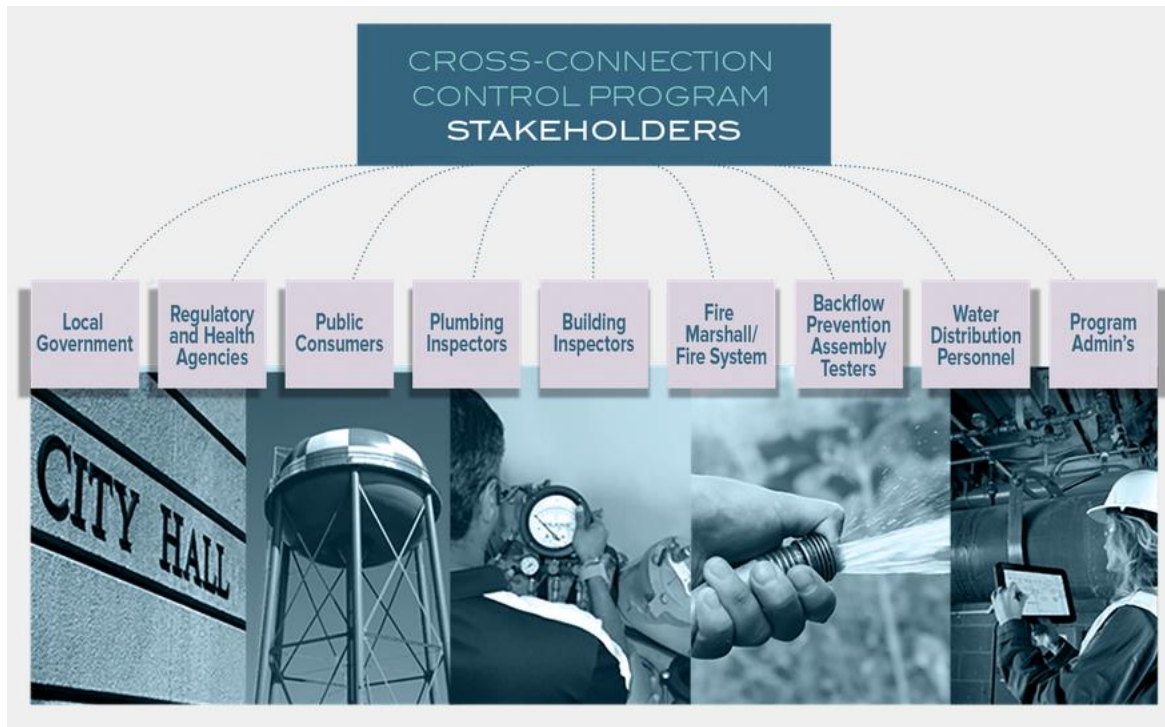 CROSS-CONNECTION
CONTROL PROGRAM
STAKEHOLDERS
Local
Government
Regulatory
and Health
Agencies
Public
Consumers
Plumbing
Inspectors
Building
Inspectors
Fire
Marshall/
Fire System
Backflow
Prevention
Assembly
Testers
Water
Distribution
Personnel
Program
Admin's
CITY HALL